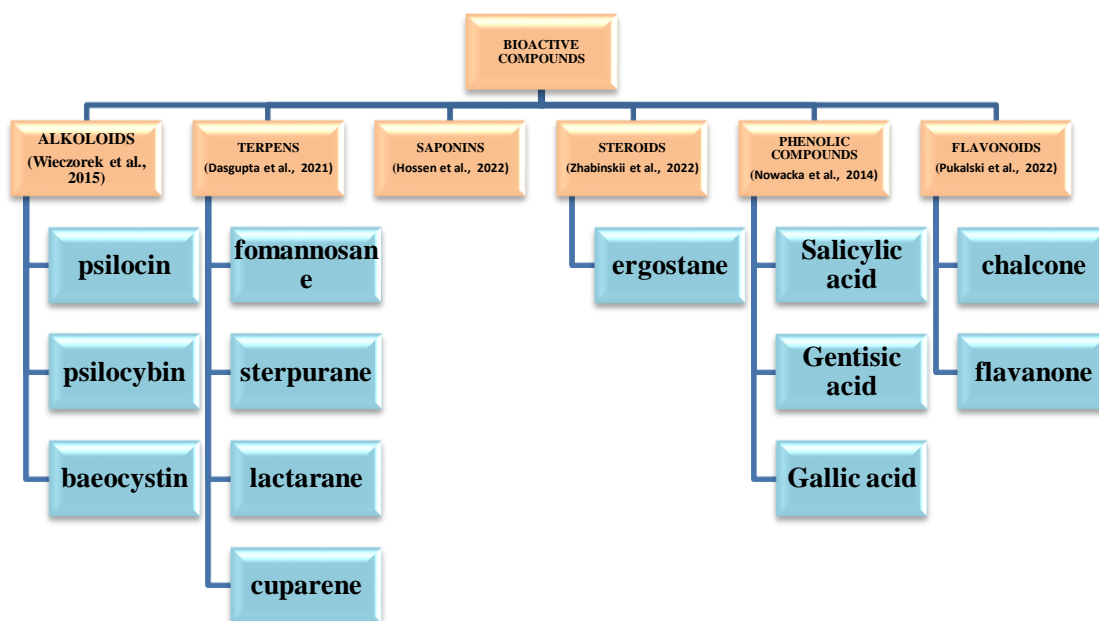 BIOACTIVE
COMPOUNDS
ALKOLOIDS
(Wieczorek et al.,
2015)
TERPENS
(Dasgupta et al., 2021)
SAPONINS
(Hossen et al., 2022)
STEROIDS
(Zhabinskii et al., 2022)
PHENOLIC
COMPOUNDS
(Nowacka et al., 2014)
FLAVONOIDS
(Pukalski et al., 2022)
psilocin
psilocybin
baeocystin
fomannosan
e
sterpurane
lactarane
cuparene
ergostane
Salicylic
acid
Gentisic
acid
Gallic acid
chalcone
flavanone